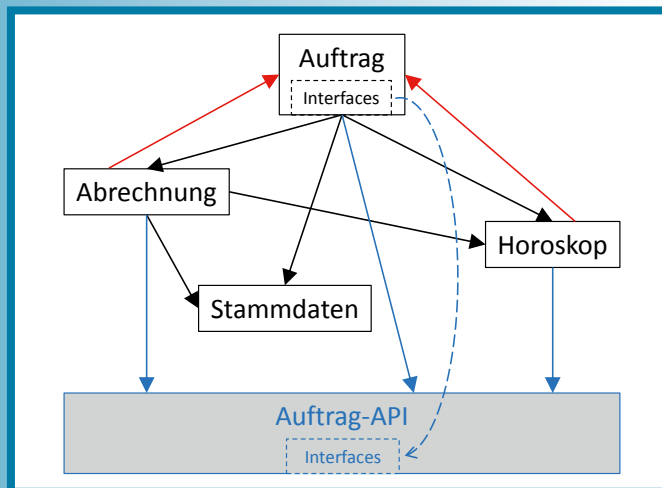 Auftrag
Interfaces
Abrechnung
Horoskop
Stammdaten
Auftrag-API
Interfaces